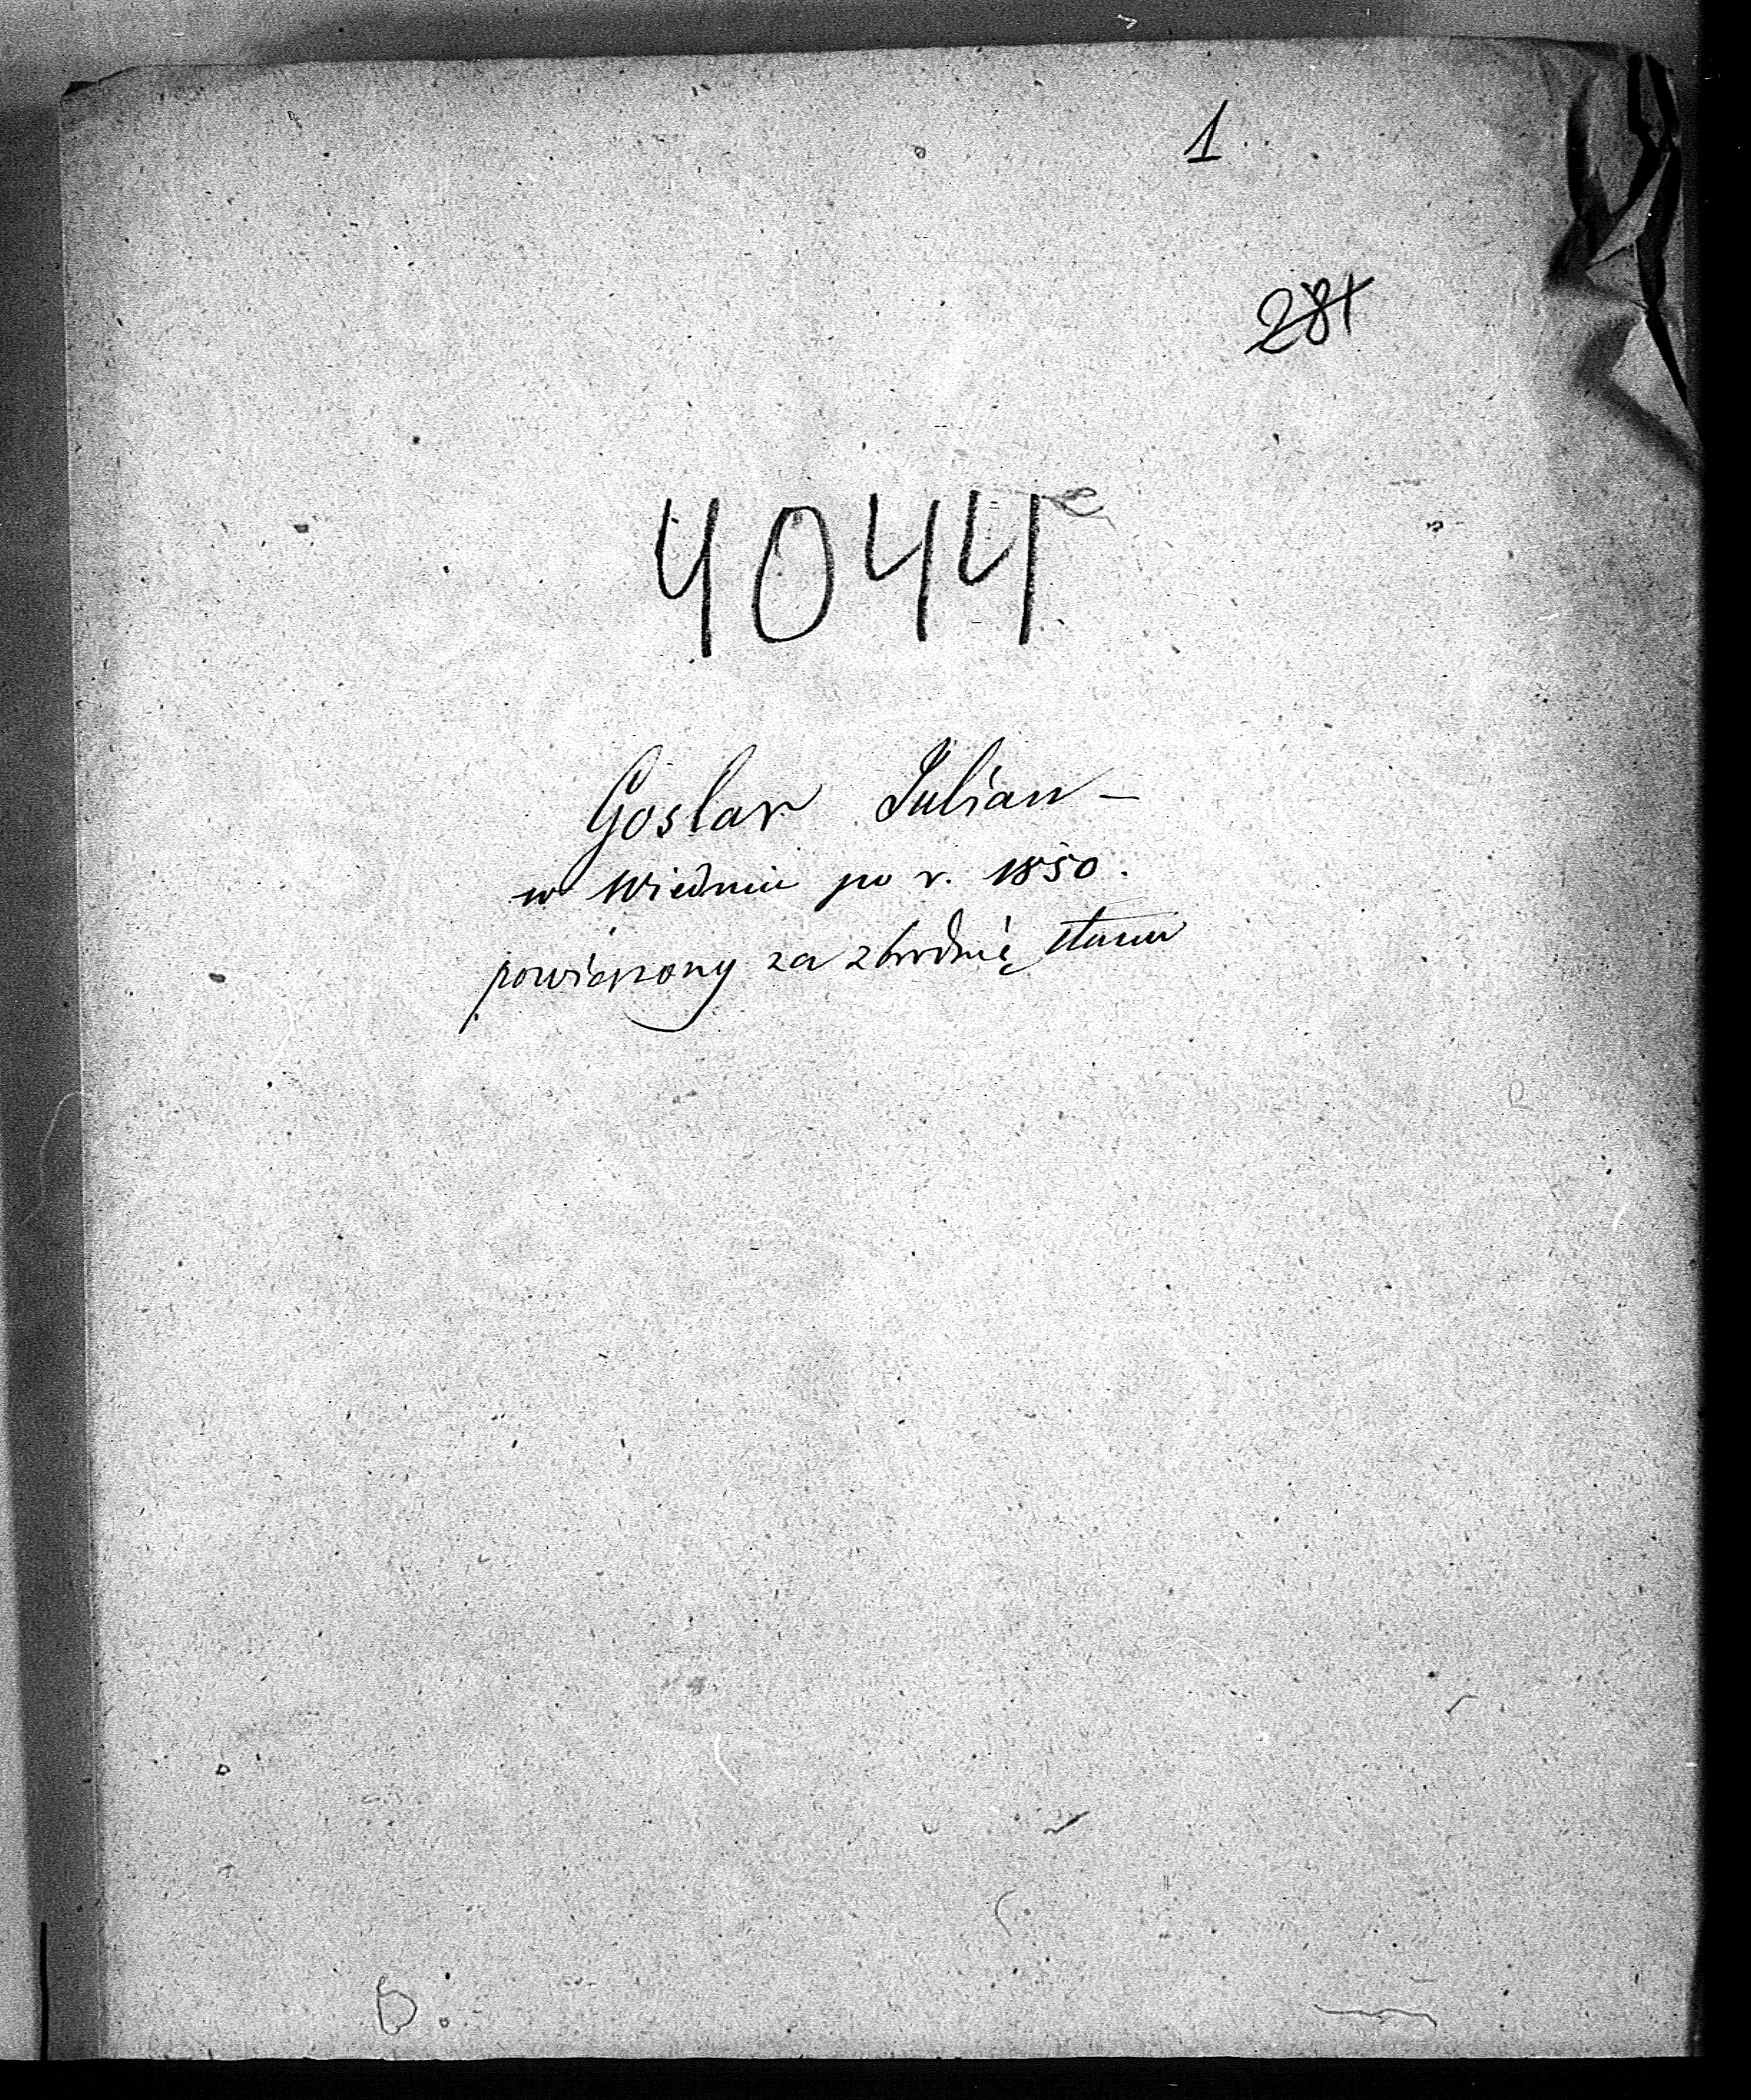 1
281
4044
Goslar Julian –
w Wiedniu po r. 1850.
powieszony za zbrodnię stanu